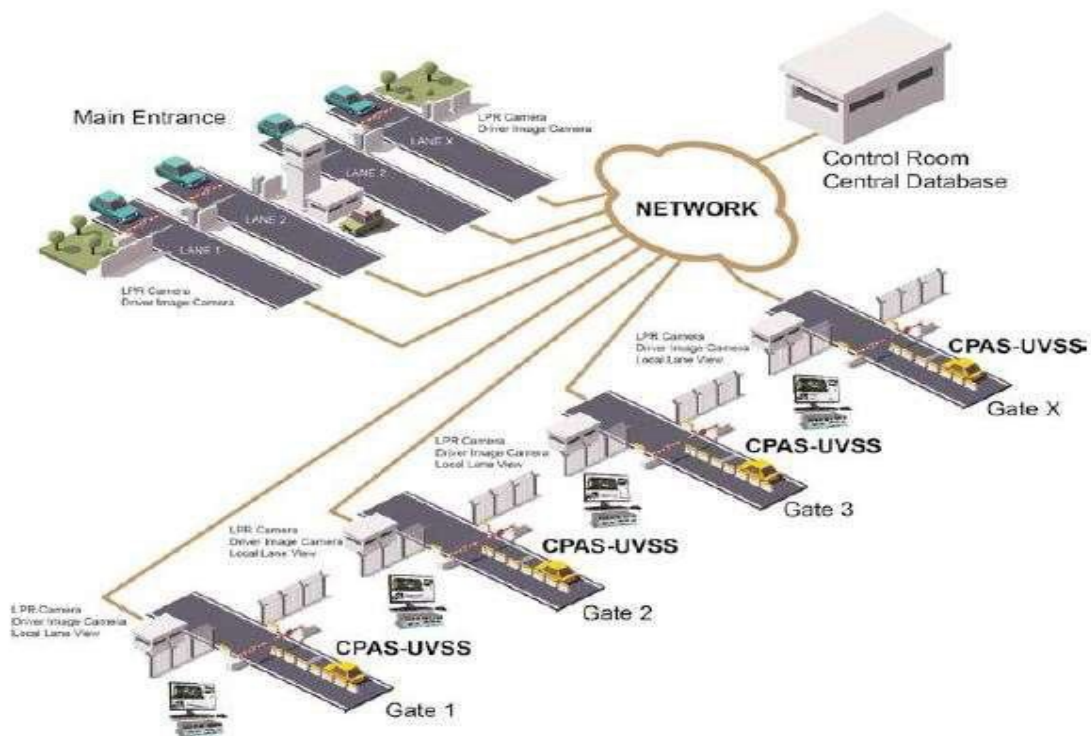 Main Entrance
LPR Camera
Driver Image Camera
LANE X
LANE 2
LANE 2
LANE 1
LPR Camera
Driver Image Camera
NETWORK
Control Room
Central Database
LPR Camera
Driver Image Camera
Local Lane View
CPAS-UVSS
Gate X
LPR Camera
Driver Image Camera
Local Lane View
CPAS-UVSS
Gate 3
LPR Camera
Driver Image Camera
Local Lane View
CPAS-UVSS
Gate 2
LPR Camera
Driver Image Camera
Local Lane View
CPAS-UVSS
Gate 1